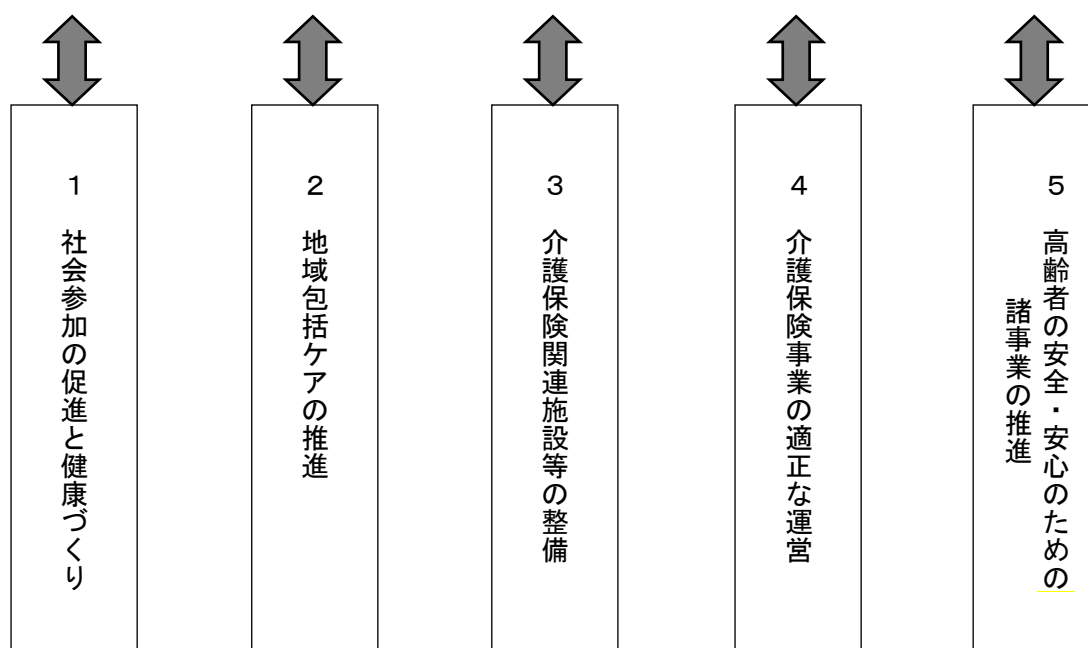 1　社会参加の促進と健康づくり
2　地域包括ケアの推進
3　介護保険関連施設等の整備
4　介護保険事業の適正な運営
5　高齢者の安全・安心のための
諸事業の推進